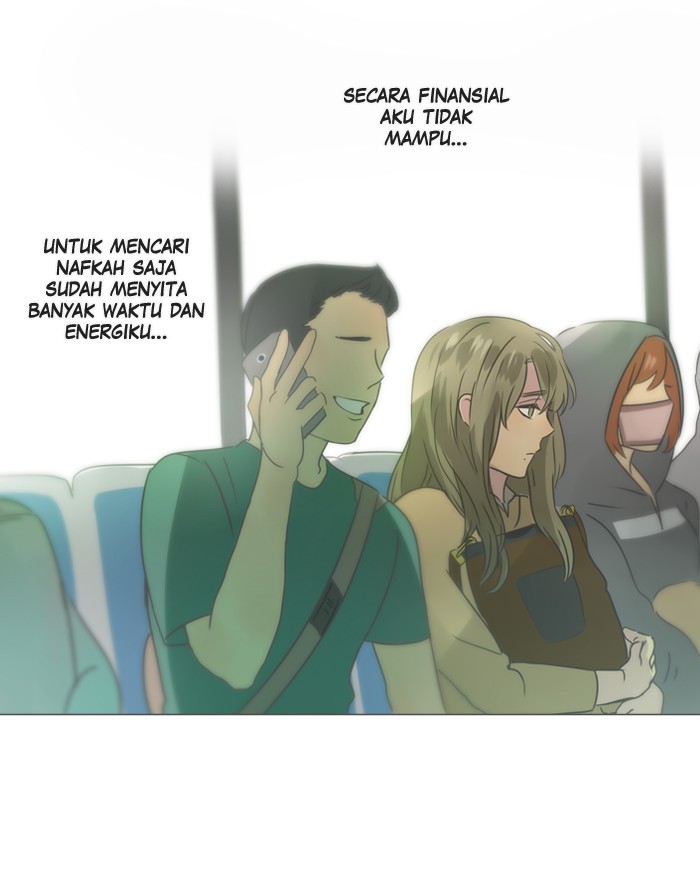 SECARA FINANSIAL
AKU TIDAK
MAMPU...
UNTUK MENCARI
NAFKAH SAJA
SUDAH MENYITA
BANYAK WAKTU DAN
ENERGIKU...